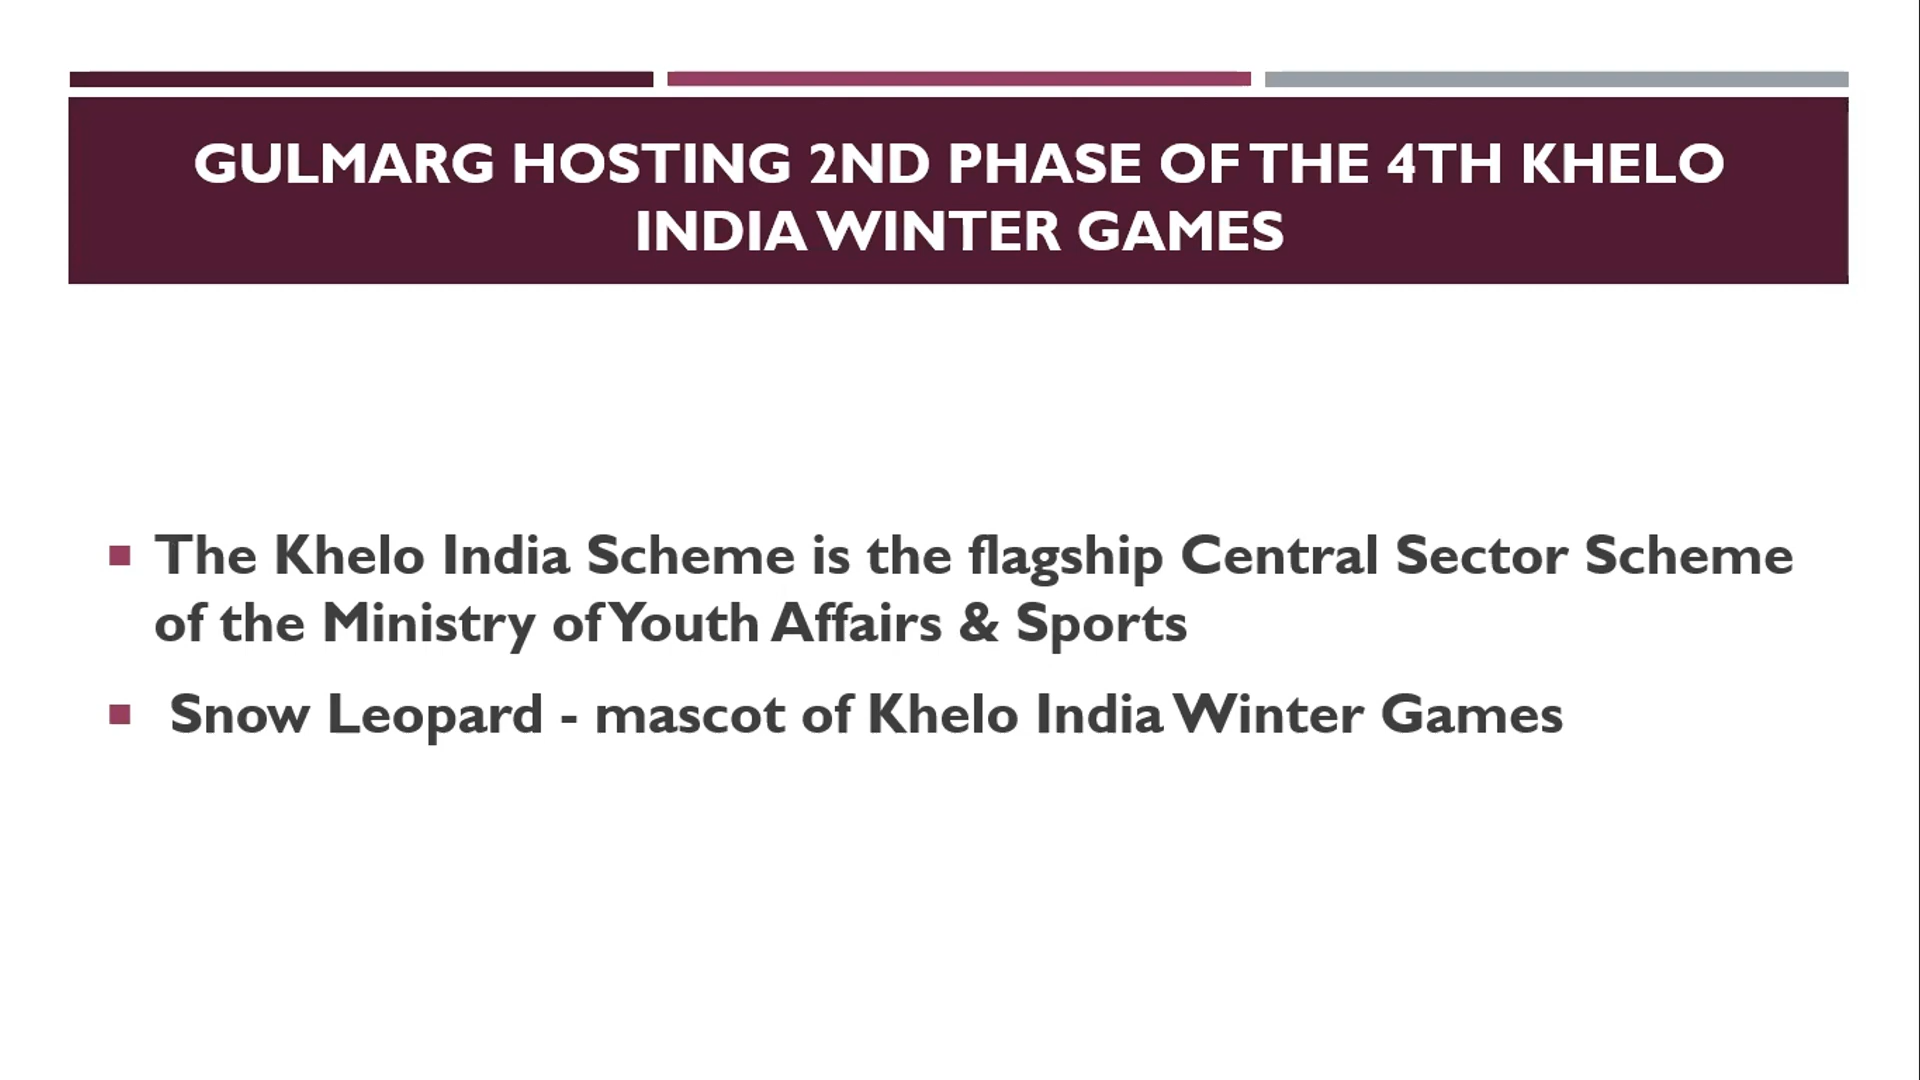 GULMARG HOSTING 2ND PHASE OF THE 4TH KHELO
INDIA WINTER GAMES
The Khelo India Scheme is the flagship Central Sector Scheme
of the Ministry of Youth Affairs & Sports
Snow Leopard - mascot of Khelo India Winter Games